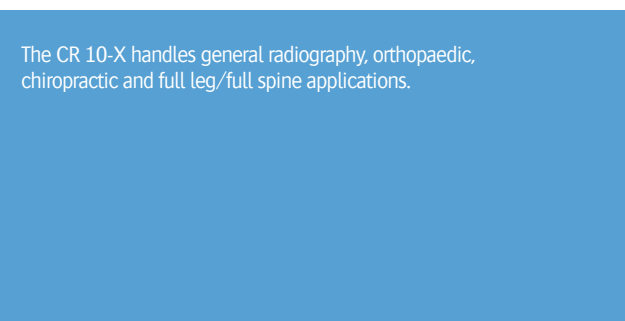 The CR 10-X handles general radiography, orthopaedic,
chiropractic and full leg/full spine applications.